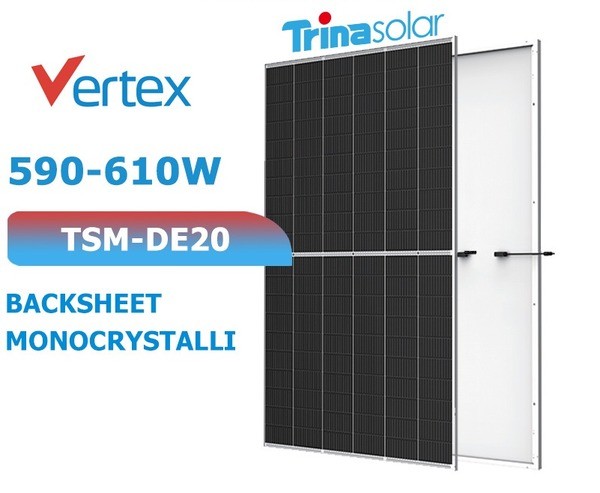 Trinasolar
Vertex
590-610W
TSM-DE20
BACKSHEET
MONOCRYSTALLI